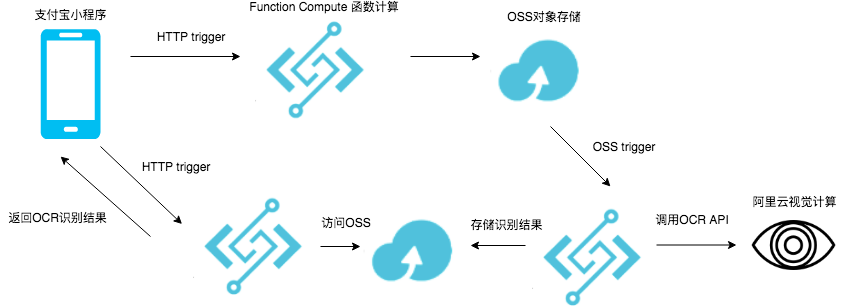 支付宝小程序
Function Compute 函数计算
OSS对象存储
HTTP trigger
OSS trigger
HTTP trigger
返回OCR识别结果
访问OSS
存储识别结果
调用OCR API
阿里云视觉计算